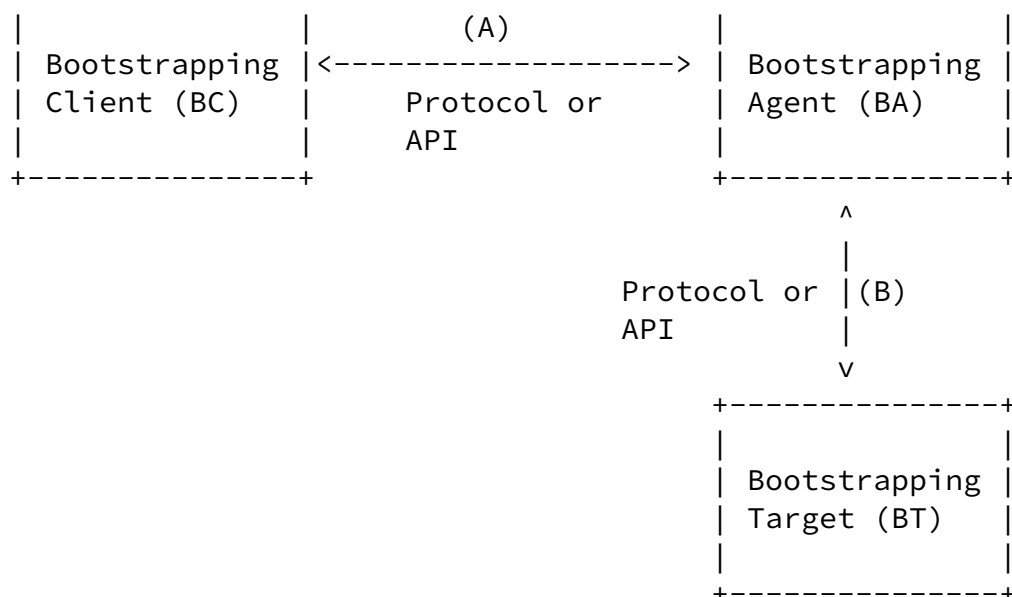 (A)
Bootstrapping Bootstrapping
Client (BC) Protocol or Agent (BA)
API
Protocol or (B)
API
Bootstrapping
Target (BT)